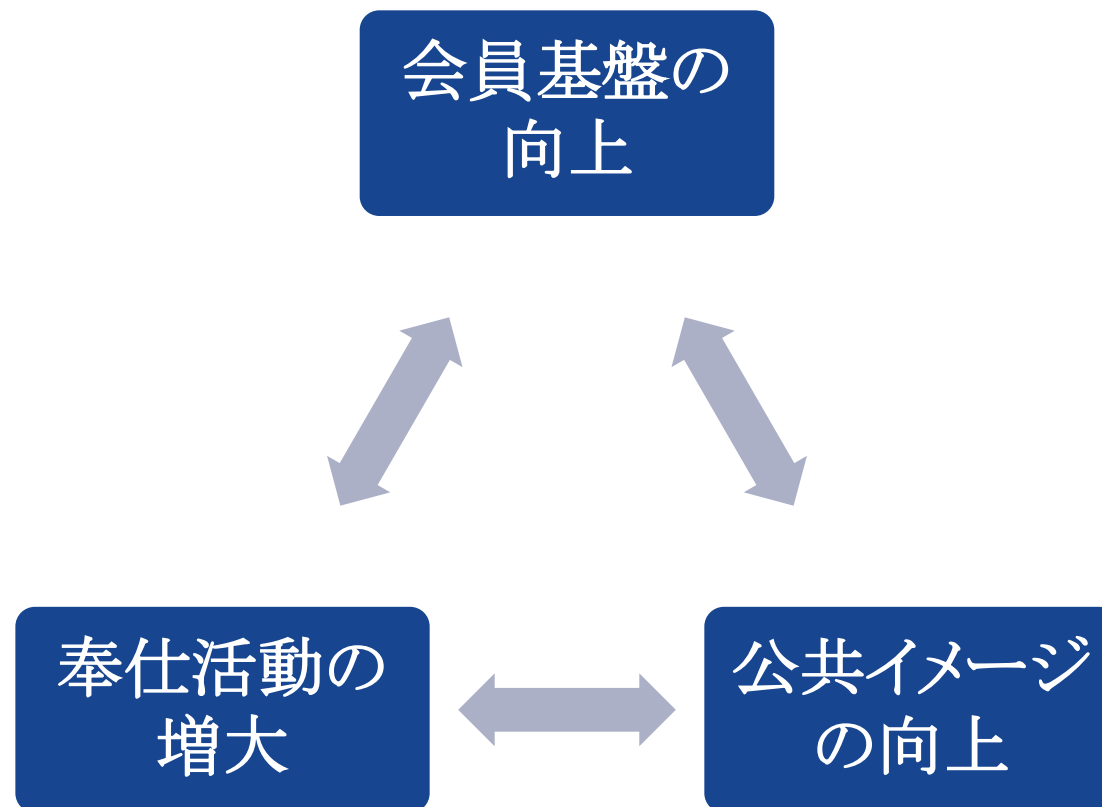 会員基盤の
向上
奉仕活動の
増大
公共イメージ
の向上